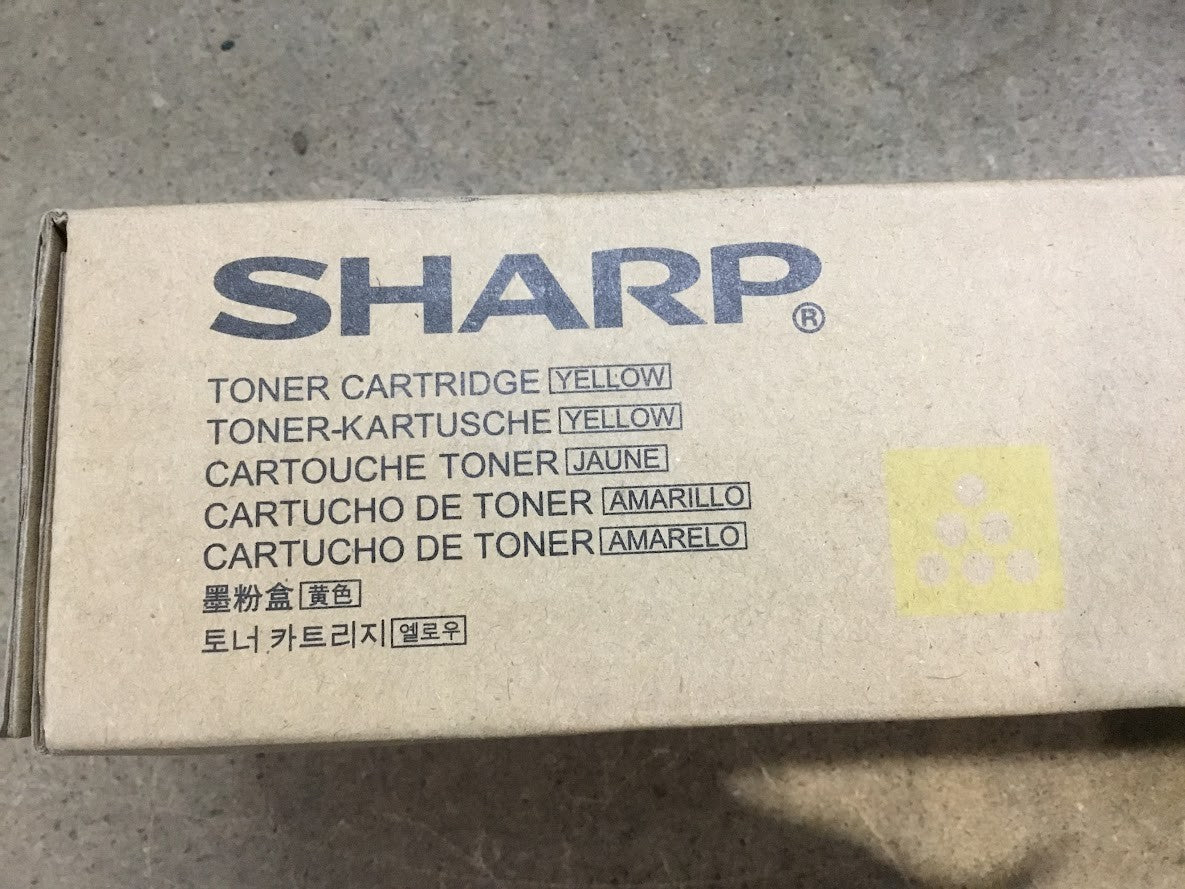 SHARP®
TONER CARTRIDGE YELLOW
TONER-KARTUSCHE YELLOW
CARTOUCHE TONER JAUNE
CARTUCHO DE TONER AMARILLO
CARTUCHO DE TONER AMARELO
墨粉盒 黄色
토너 카트리지 옐로우